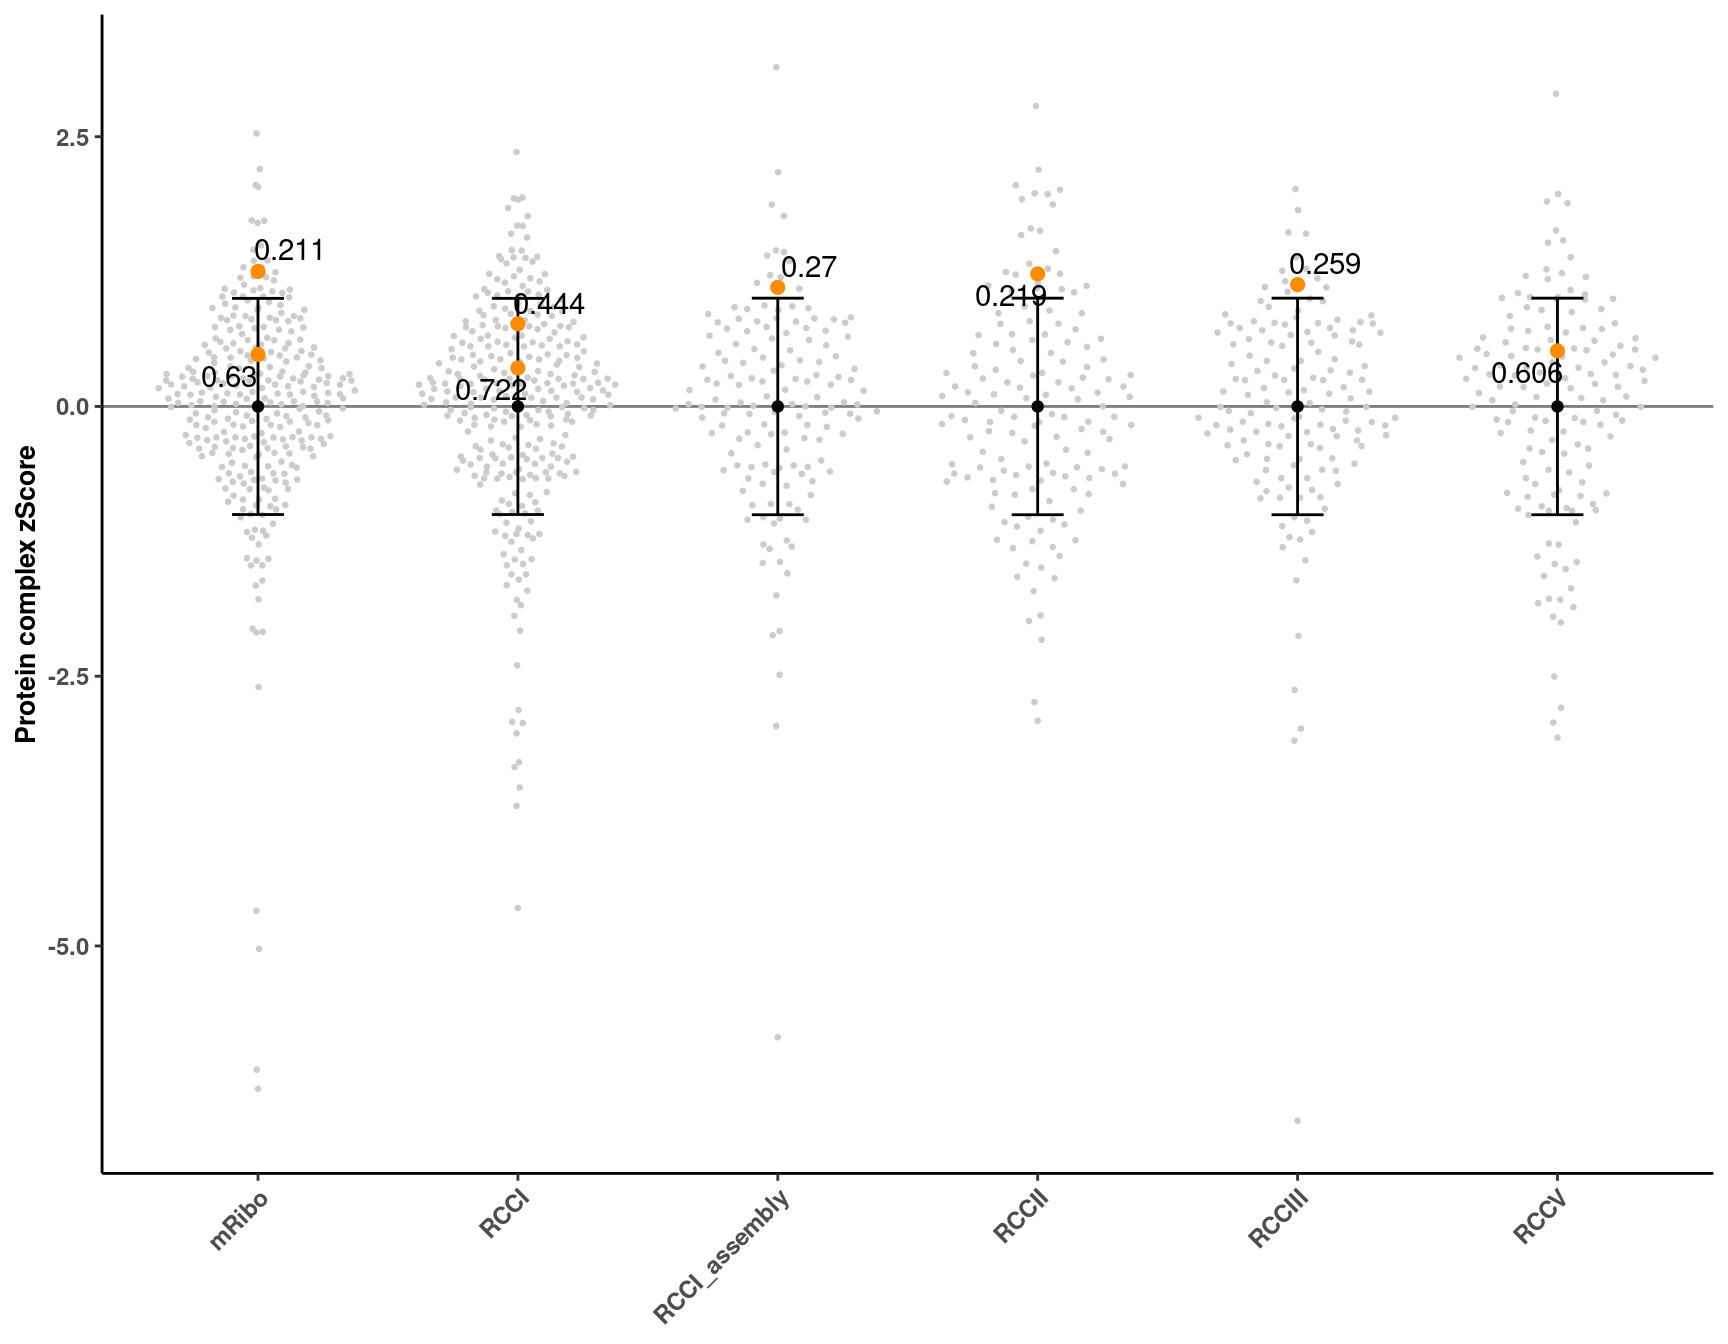 Protein complex zScore
2.5
0.0
-2.5
-5.0
0.211
0.63
0.444
0.722
0.27
0.219
0.259
0.606
mRibo
RCCI
RCCI_assembly
RCCII
RCCIII
RCCV